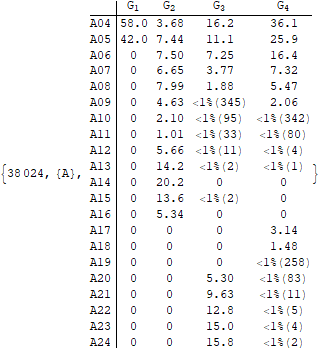 G₁ G₂ G₃ G₄
A04 58.0 3.68 16.2 36.1
A05 42.0 7.44 11.1 25.9
A06 0 7.50 7.25 16.4
A07 0 6.65 3.77 7.32
A08 0 7.99 1.88 5.47
A09 0 4.63 <1%(345) 2.06
A10 0 2.10 <1%(95) <1%(342)
A11 0 1.01 <1%(33) <1%(80)
A12 0 5.66 <1%(11) <1%(4)
{38024, {A}, A13 0 14.2 <1%(2) <1%(1) }
A14 0 20.2 0 0
A15 0 13.6 <1%(2) 0
A16 0 5.34 0 0
A17 0 0 0 3.14
A18 0 0 0 1.48
A19 0 0 0 <1%(258)
A20 0 0 5.30 <1%(83)
A21 0 0 9.63 <1%(11)
A22 0 0 12.8 <1%(5)
A23 0 0 15.0 <1%(4)
A24 0 0 15.8 <1%(2)